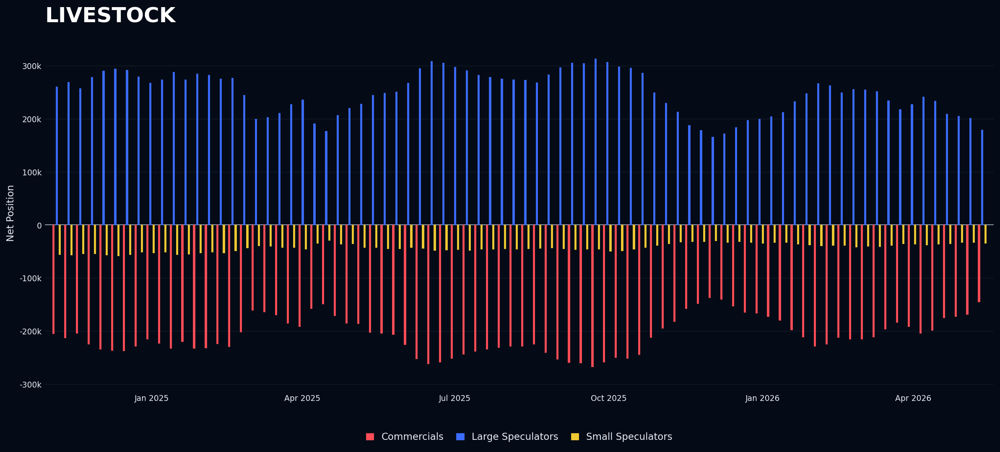 LIVESTOCK
Net Position
300k
200k
100k
0
-100k
-200k
-300k
Jan 2025 Apr 2025 Jul 2025 Oct 2025 Jan 2026 Apr 2026
Commercials Large Speculators Small Speculators